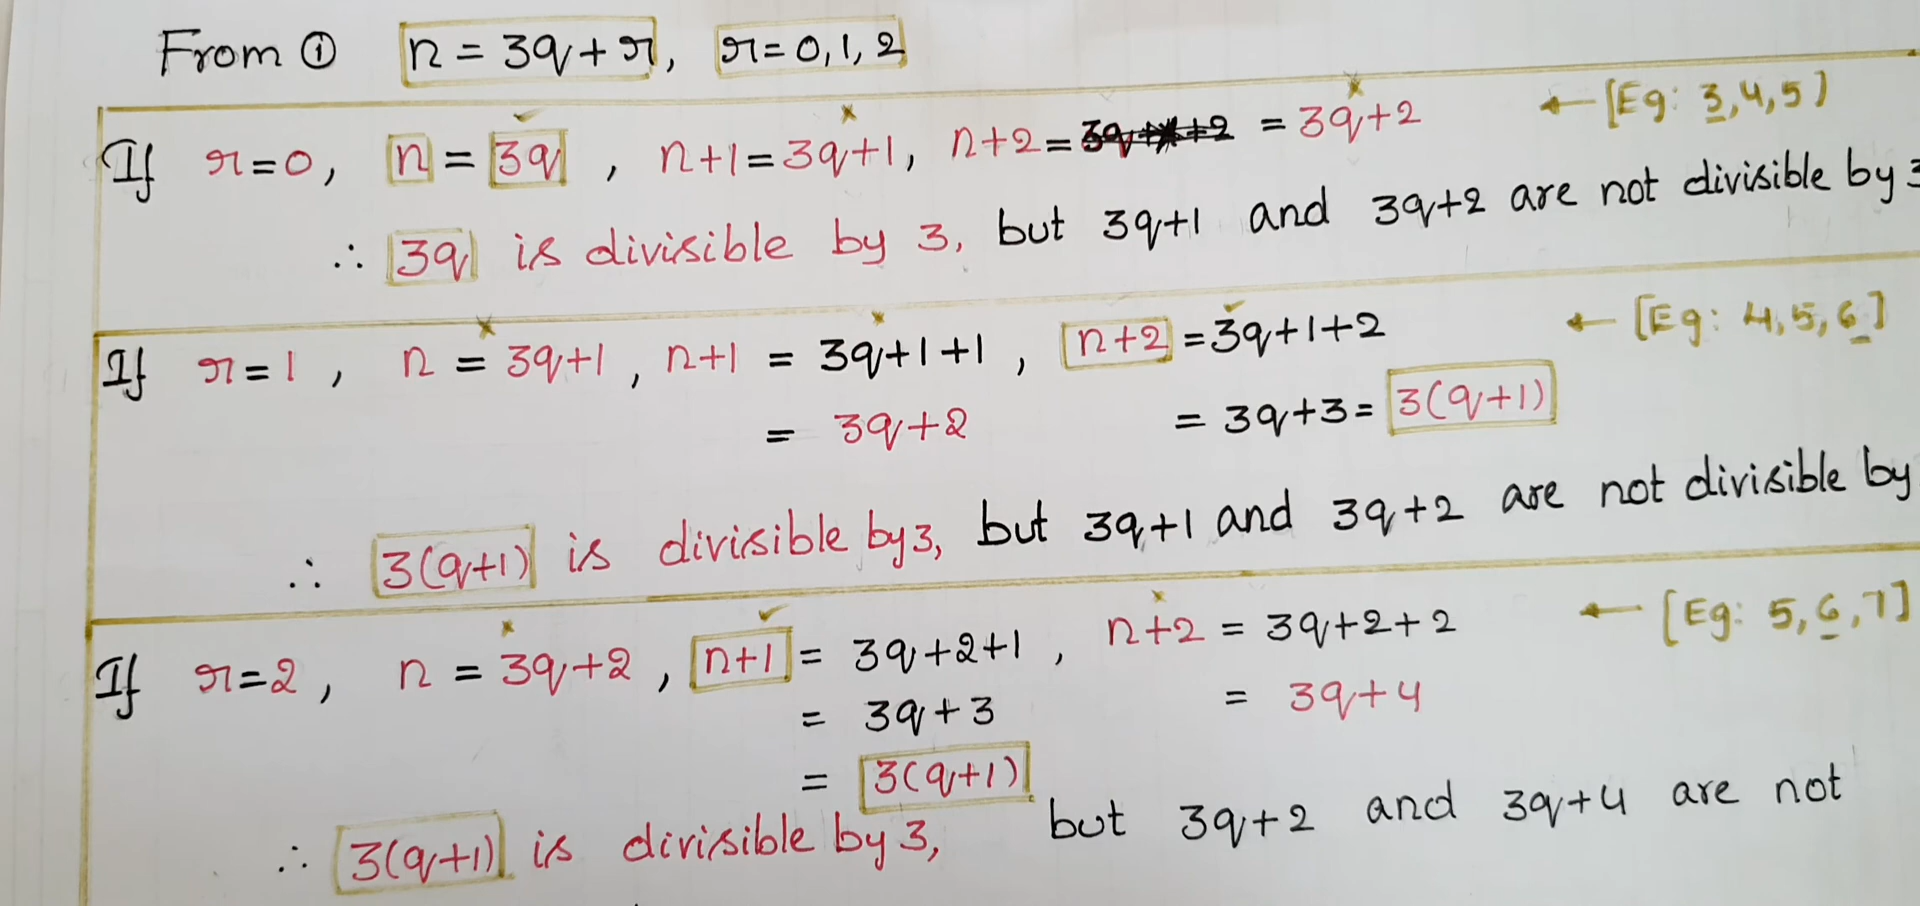 From ① n = 3q + r, r = 0, 1, 2
If r = 0, n = 3q, n+1 = 3q+1, n+2 = = 3q+2 ← [Eg: 3,4,5]
∴ 3q is divisible by 3, but 3q+1 and 3q+2 are not divisible by 3
If r = 1, n = 3q+1, n+1 = 3q+1+1, n+2 = 3q+1+2 ← [Eg: 4,5,6]
= 3q+2 = 3q+3 = 3(q+1)
∴ 3(q+1) is divisible by 3, but 3q+1 and 3q+2 are not divisible by
If r = 2, n = 3q+2, n+1 = 3q+2+1, n+2 = 3q+2+2 ← [Eg: 5,6,7]
= 3q+3 = 3q+4
= 3(q+1)
∴ 3(q+1) is divisible by 3, but 3q+2 and 3q+4 are not